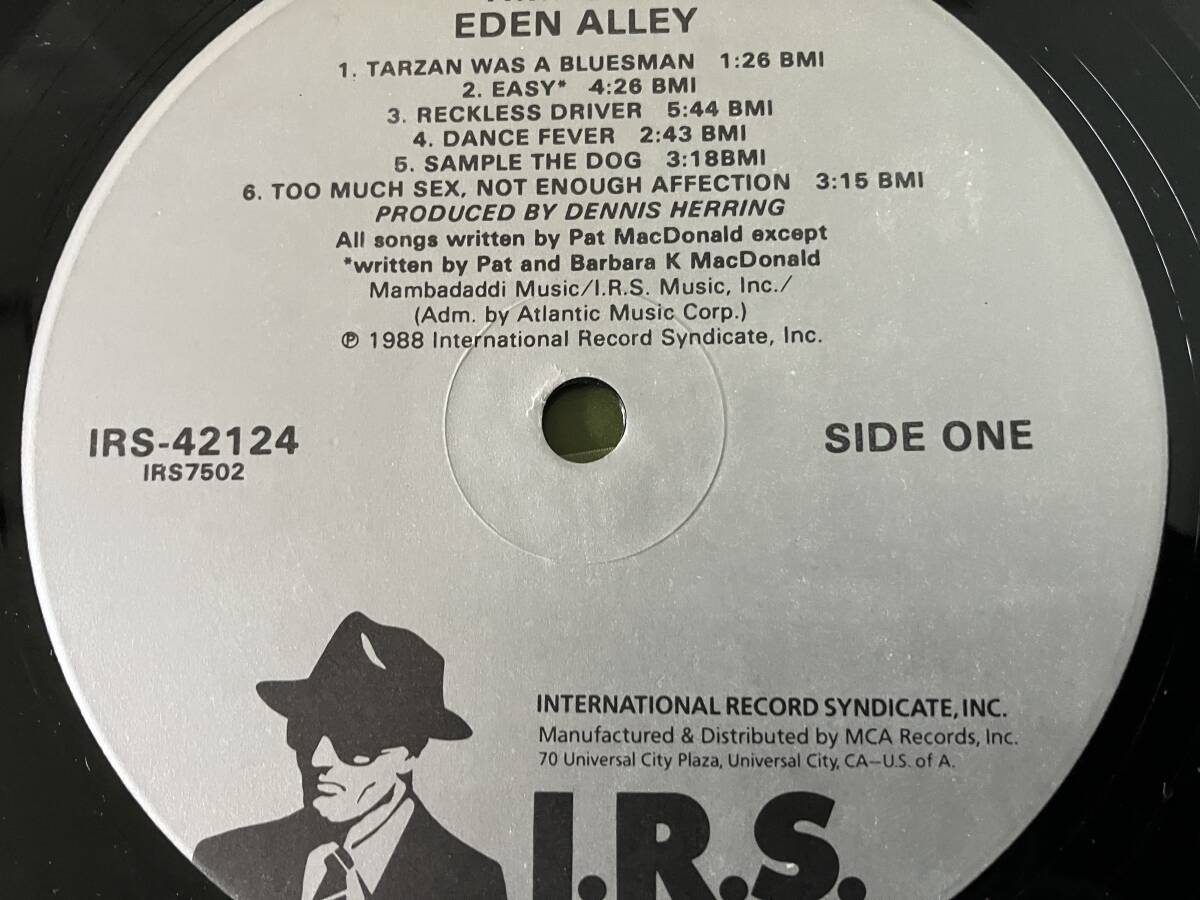 EDEN ALLEY
1. TARZAN WAS A BLUESMAN 1:26 BMI
2. EASY* 4:26 BMI
3. RECKLESS DRIVER 5:44 BMI
4. DANCE FEVER 2:43 BMI
5. SAMPLE THE DOG 3:18BMI
6. TOO MUCH SEX, NOT ENOUGH AFFECTION 3:15 BMI
PRODUCED BY DENNIS HERRING
All songs written by Pat MacDonald except
*written by Pat and Barbara K MacDonald
Mambadaddi Music/I.R.S. Music, Inc./
(Adm. by Atlantic Music Corp.)
℗ 1988 International Record Syndicate, Inc.
IRS-42124
IRS7502
SIDE ONE
INTERNATIONAL RECORD SYNDICATE, INC.
Manufactured & Distributed by MCA Records, Inc.
70 Universal City Plaza, Universal City, CA–U.S. of A.
I.R.S.